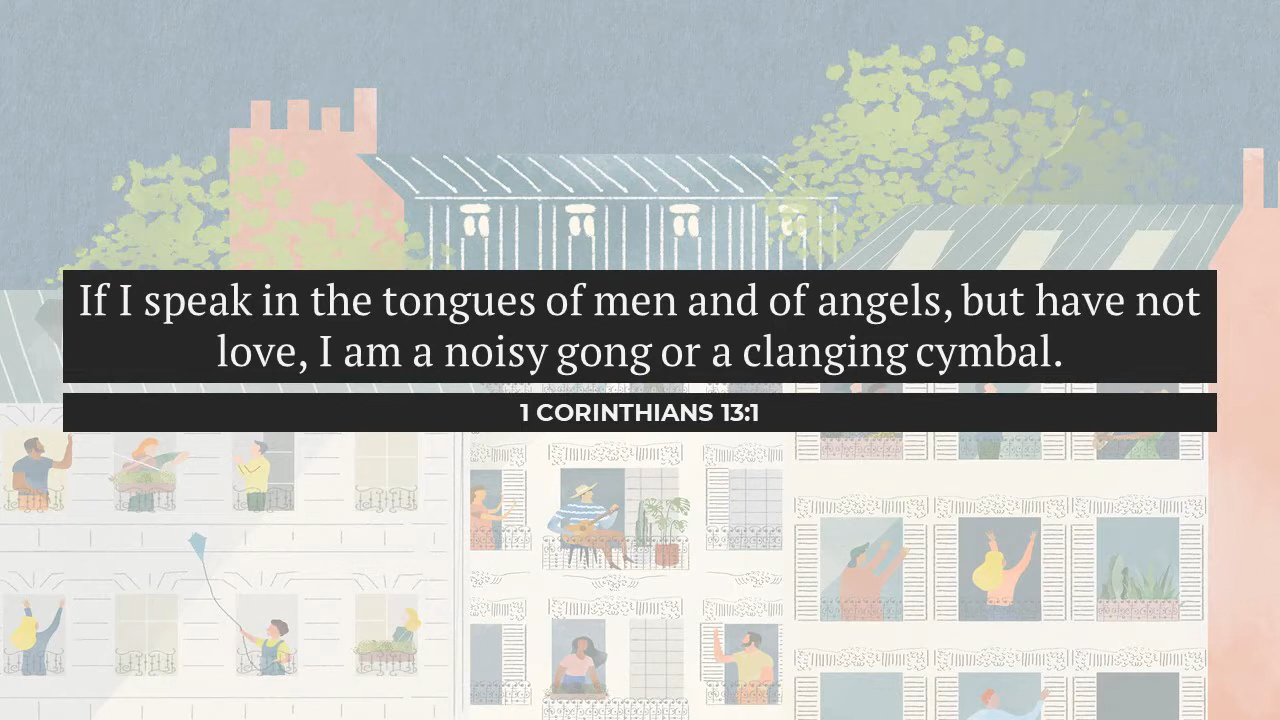 If I speak in the tongues of men and of angels, but have not
love, I am a noisy gong or a clanging cymbal.
1 CORINTHIANS 13:1